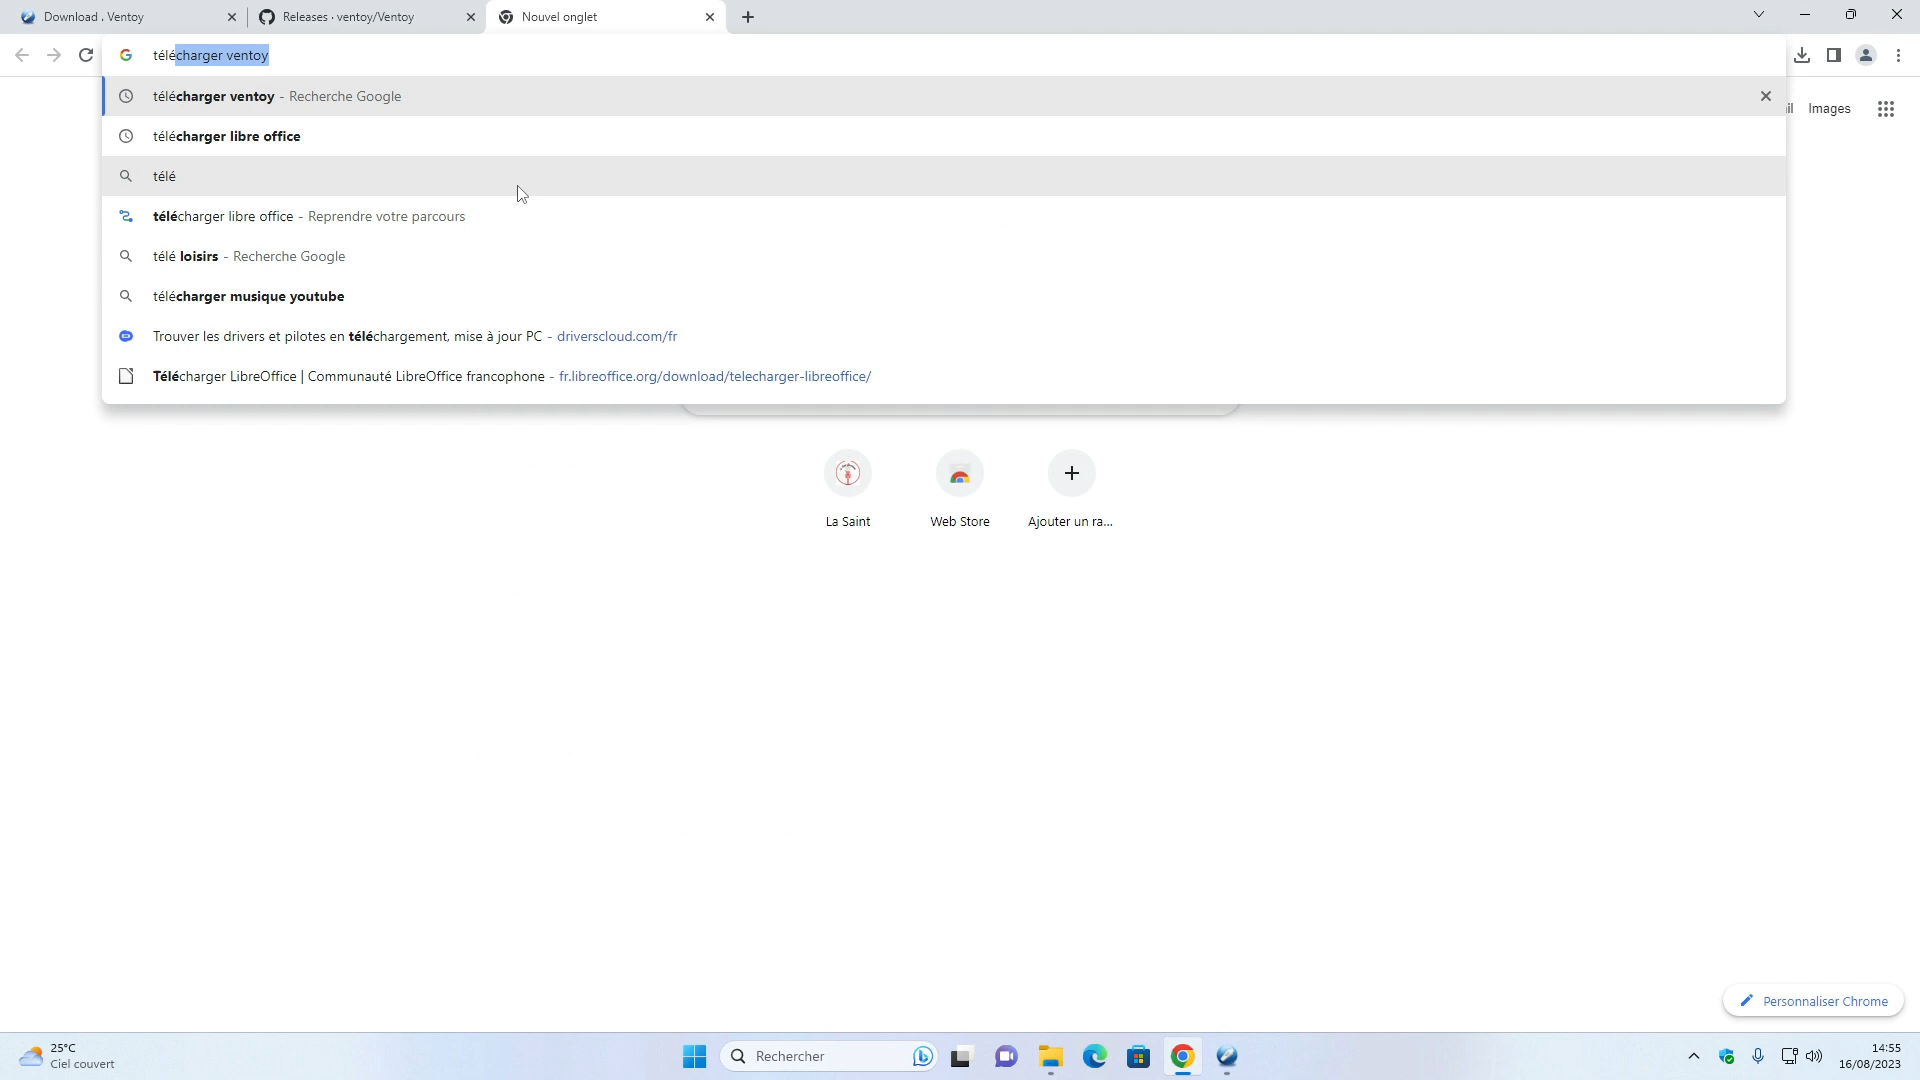 Download . Ventoy
Releases · ventoy/Ventoy
Nouvel onglet
télécharger ventoy
télécharger ventoy - Recherche Google
Images
télécharger libre office
télé
télécharger libre office - Reprendre votre parcours
télé loisirs - Recherche Google
télécharger musique youtube
Trouver les drivers et pilotes en téléchargement, mise à jour PC - driverscloud.com/fr
Télécharger LibreOffice | Communauté LibreOffice francophone - fr.libreoffice.org/download/telecharger-libreoffice/
La Saint
Web Store
Ajouter un ra...
Personnaliser Chrome
25°C
Ciel couvert
Rechercher
14:55
16/08/2023